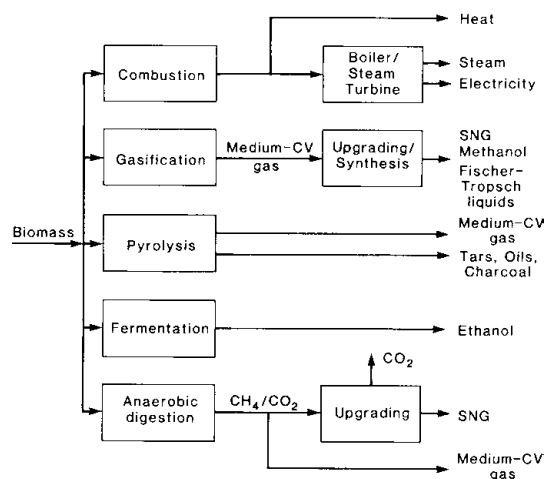 Heat
Combustion
Boiler/
Steam
Turbine
Steam
Electricity
Gasification
Medium-CV
gas
Upgrading/
Synthesis
SNG
Methanol
Fischer-
Tropsch
liquids
Biomass
Pyrolysis
Medium-CV
gas
Tars, Oils,
Charcoal
Fermentation
Ethanol
CO₂
Anaerobic
digestion
CH₄/CO₂
Upgrading
SNG
Medium-CV
gas